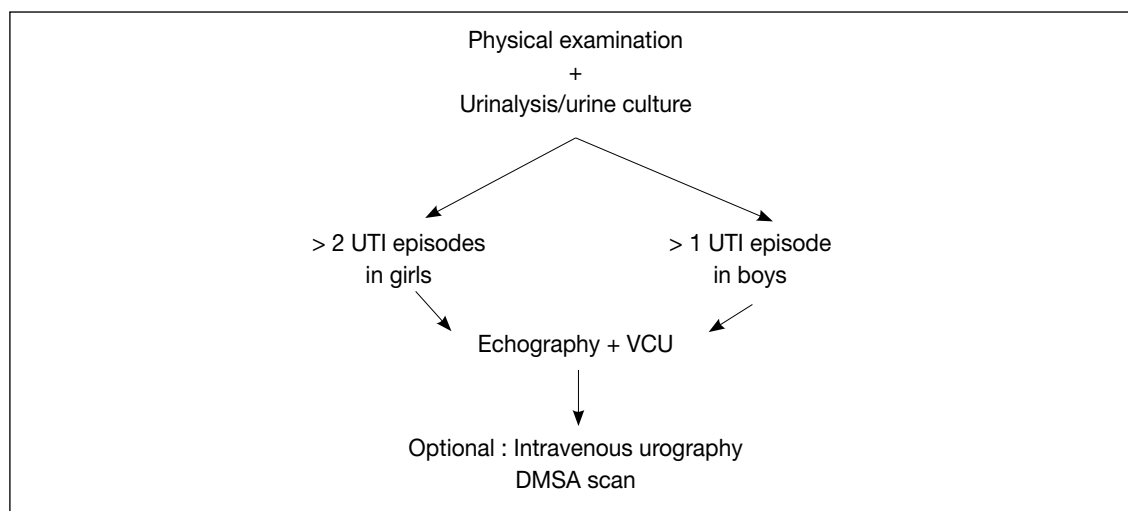 Physical examination
+
Urinalysis/urine culture
> 2 UTI episodes
in girls
> 1 UTI episode
in boys
Echography + VCU
Optional : Intravenous urography
DMSA scan